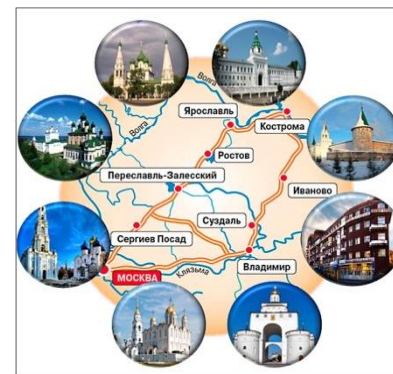 Волга
Волга
Ярославль
Кострома
Ростов
Переславль-Залесский
Иваново
Суздаль
Сергиев Посад
Владимир
МОСКВА
Клязьма